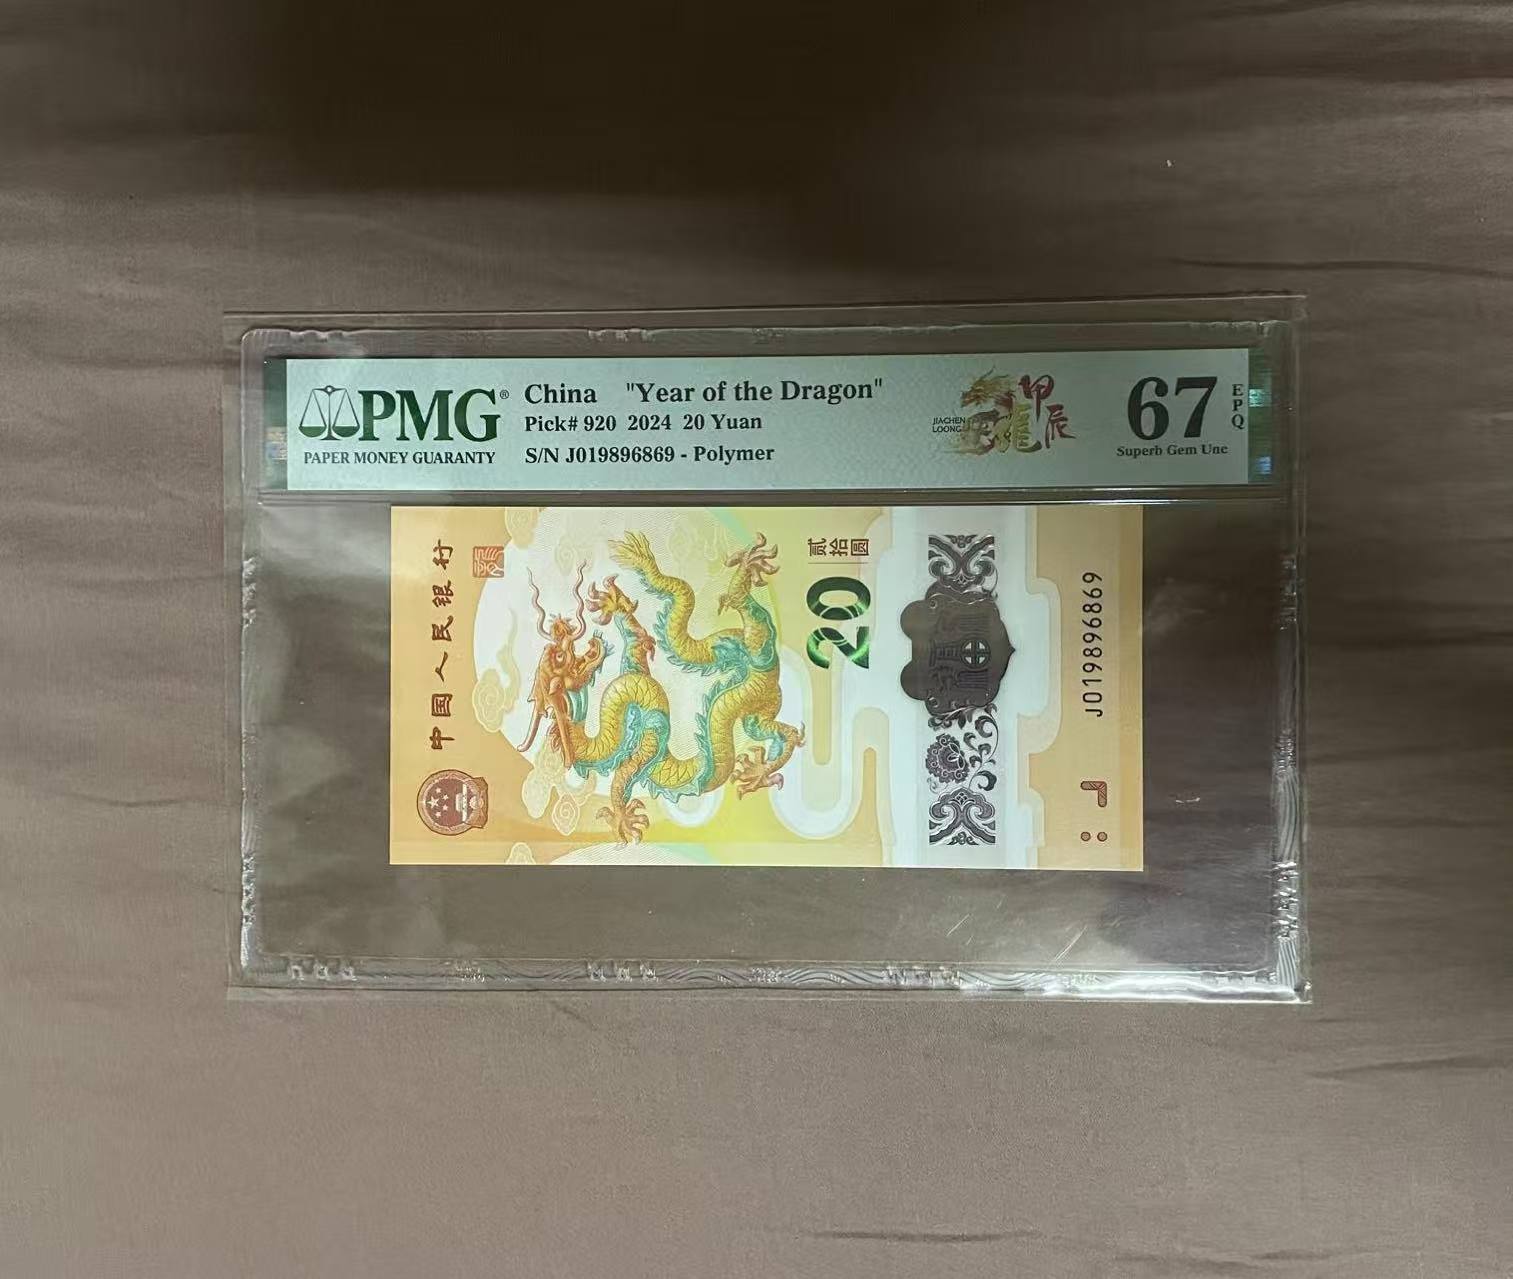 PMG®
PAPER MONEY GUARANTY
China "Year of the Dragon"
Pick# 920 2024 20 Yuan
S/N J019896869 - Polymer
JIACHEN
LOONG
甲辰
67
EPQ
Superb Gem Unc
中国人民银行
贰拾圆
20
J019896869